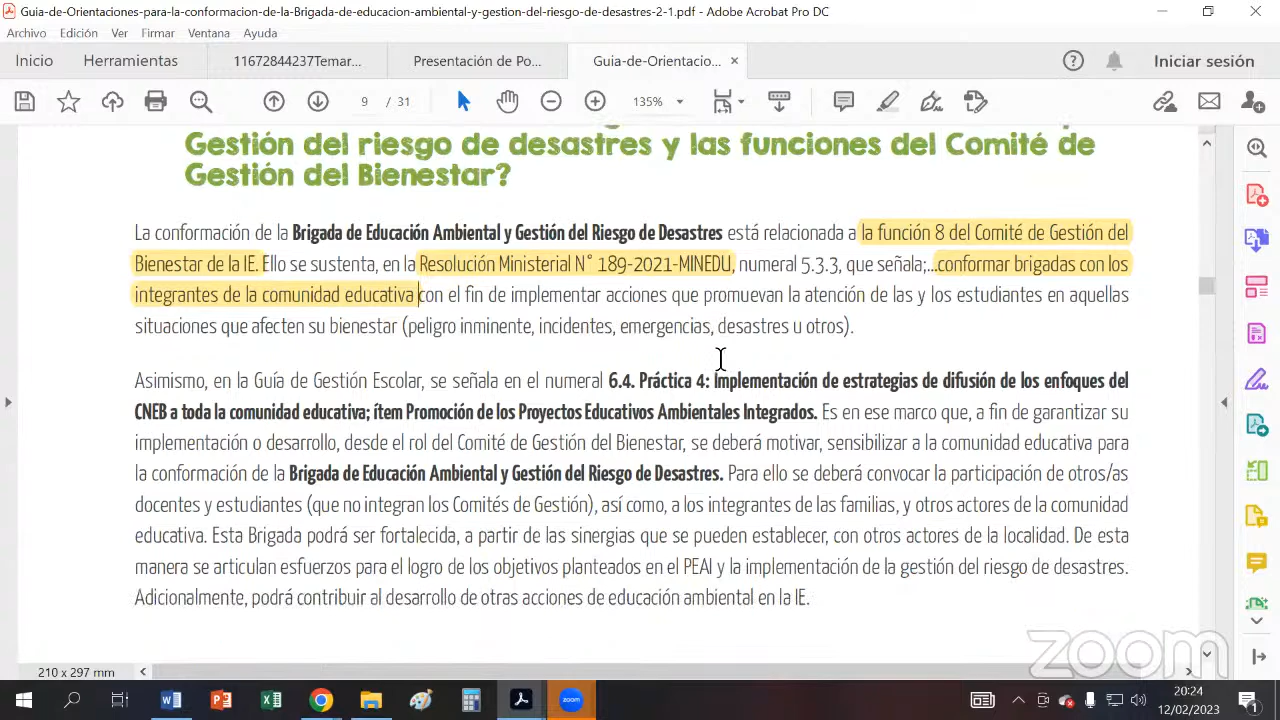 Guia-de-Orientaciones-para-la-conformacion-de-la-Brigada-de-educacion-ambiental-y-gestion-del-riesgo-de-desastres-2-1.pdf - Adobe Acrobat Pro DC
Archivo Edición Ver Firmar Ventana Ayuda
Inicio Herramientas 11672844237Temar... Presentación de Po... Guia-de-Orientacio... × Iniciar sesión
9 / 31 135%
Gestión del riesgo de desastres y las funciones del Comité de
Gestión del Bienestar?
La conformación de la Brigada de Educación Ambiental y Gestión del Riesgo de Desastres está relacionada a la función 8 del Comité de Gestión del
Bienestar de la IE. Ello se sustenta, en la Resolución Ministerial N° 189-2021-MINEDU, numeral 5.3.3, que señala;...conformar brigadas con los
integrantes de la comunidad educativa con el fin de implementar acciones que promuevan la atención de las y los estudiantes en aquellas
situaciones que afecten su bienestar (peligro inminente, incidentes, emergencias, desastres u otros).
Asimismo, en la Guía de Gestión Escolar, se señala en el numeral 6.4. Práctica 4: Implementación de estrategias de difusión de los enfoques del
CNEB a toda la comunidad educativa; ítem Promoción de los Proyectos Educativos Ambientales Integrados. Es en ese marco que, a fin de garantizar su
implementación o desarrollo, desde el rol del Comité de Gestión del Bienestar, se deberá motivar, sensibilizar a la comunidad educativa para
la conformación de la Brigada de Educación Ambiental y Gestión del Riesgo de Desastres. Para ello se deberá convocar la participación de otros/as
docentes y estudiantes (que no integran los Comités de Gestión), así como, a los integrantes de las familias, y otros actores de la comunidad
educativa. Esta Brigada podrá ser fortalecida, a partir de las sinergias que se pueden establecer, con otros actores de la localidad. De esta
manera se articulan esfuerzos para el logro de los objetivos planteados en el PEAI y la implementación de la gestión del riesgo de desastres.
Adicionalmente, podrá contribuir al desarrollo de otras acciones de educación ambiental en la IE.
zoom
210 x 297 mm
zoom
20:24
12/02/2023
1